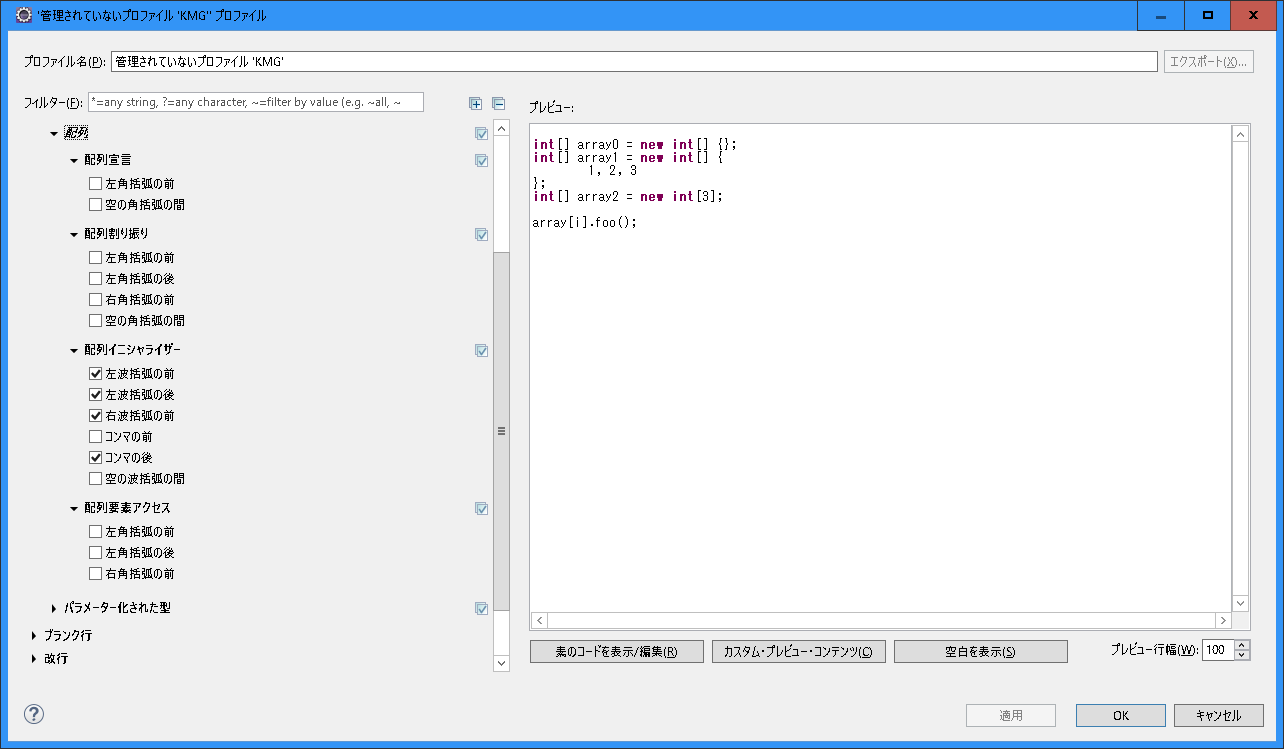 '管理されていないプロファイル 'KMG'' プロファイル
プロファイル名(P): 管理されていないプロファイル 'KMG' エクスポート(X)...
フィルター(F): *=any string, ?=any character, ~=filter by value (e.g. ~all, ~
プレビュー:
配列
配列宣言
左角括弧の前
空の角括弧の間
配列割り振り
左角括弧の前
左角括弧の後
右角括弧の前
空の角括弧の間
配列イニシャライザー
左波括弧の前
左波括弧の後
右波括弧の前
コンマの前
コンマの後
空の波括弧の間
配列要素アクセス
左角括弧の前
左角括弧の後
右角括弧の前
パラメーター化された型
ブランク行
改行
int[] array0 = new int[] {};
int[] array1 = new int[] {
        1, 2, 3
};
int[] array2 = new int[3];
array[i].foo();
素のコードを表示/編集(R) カスタム・プレビュー・コンテンツ(C) 空白を表示(S) プレビュー行幅(W): 100
? 適用 OK キャンセル